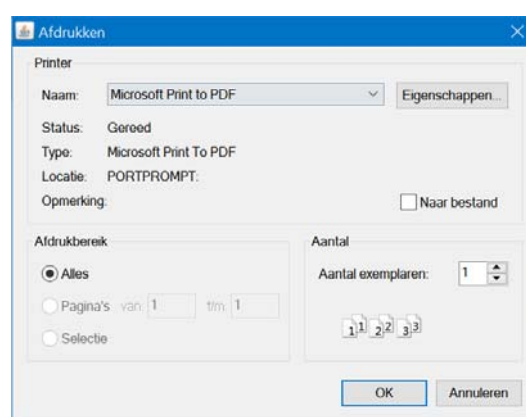 Afdrukken
Printer
Naam: Microsoft Print to PDF Eigenschappen...
Status: Gereed
Type: Microsoft Print To PDF
Locatie: PORTPROMPT:
Opmerking: Naar bestand
Afdrukbereik
Alles
Pagina's van: 1 t/m: 1
Selectie
Aantal
Aantal exemplaren: 1
1 1 2 2 3 3
OK Annuleren